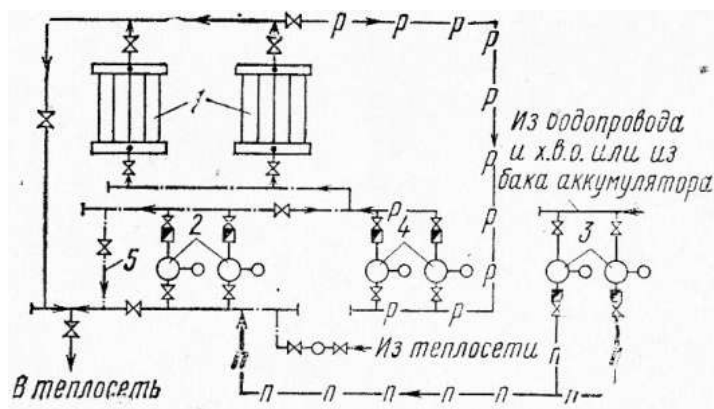 р р р
р
р
1
Из водопровода
и х.в.о. или из
бака аккумулятора
р
р
2
р
4
3
5
р
р
р р
Из теплосети
п
п
В теплосеть
п п п п п п